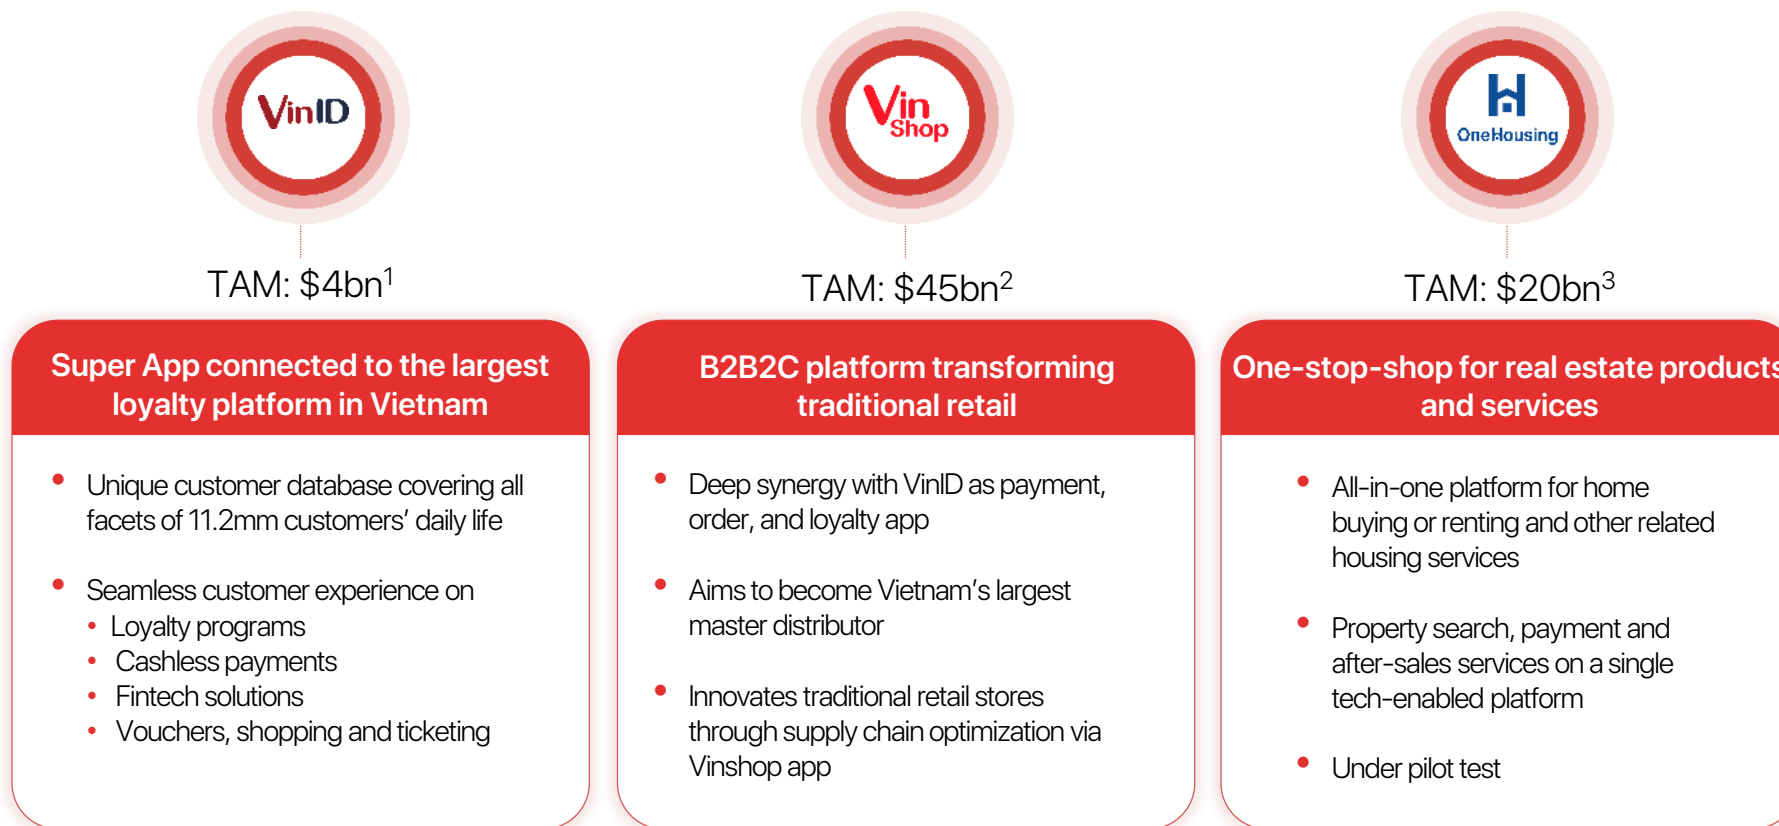 VinID
TAM: $4bn1
Super App connected to the largest
loyalty platform in Vietnam
• Unique customer database covering all
facets of 11.2mm customers’ daily life
• Seamless customer experience on
• Loyalty programs
• Cashless payments
• Fintech solutions
• Vouchers, shopping and ticketing
Vin
Shop
TAM: $45bn2
B2B2C platform transforming
traditional retail
• Deep synergy with VinID as payment,
order, and loyalty app
• Aims to become Vietnam’s largest
master distributor
• Innovates traditional retail stores
through supply chain optimization via
Vinshop app
OneHousing
TAM: $20bn3
One-stop-shop for real estate products
and services
• All-in-one platform for home
buying or renting and other related
housing services
• Property search, payment and
after-sales services on a single
tech-enabled platform
• Under pilot test